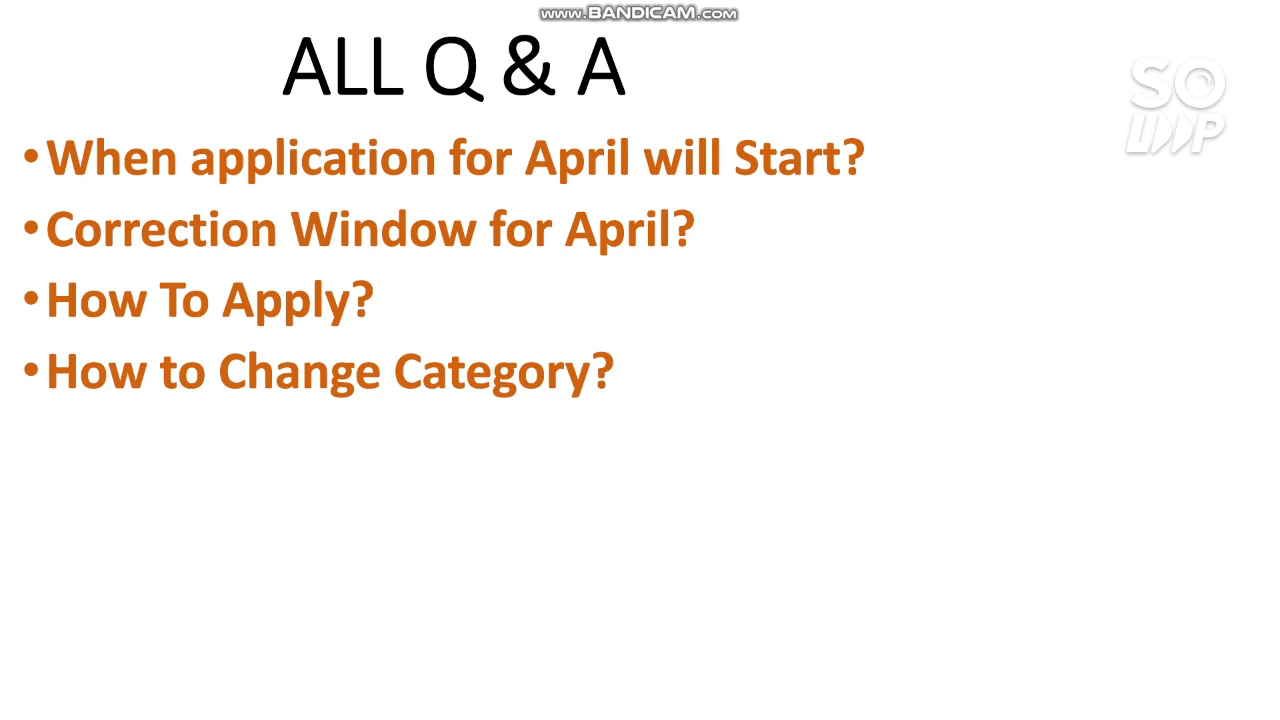 www.BANDICAM.com
ALL Q & A
SO
•When application for April will Start?
•Correction Window for April?
•How To Apply?
•How to Change Category?